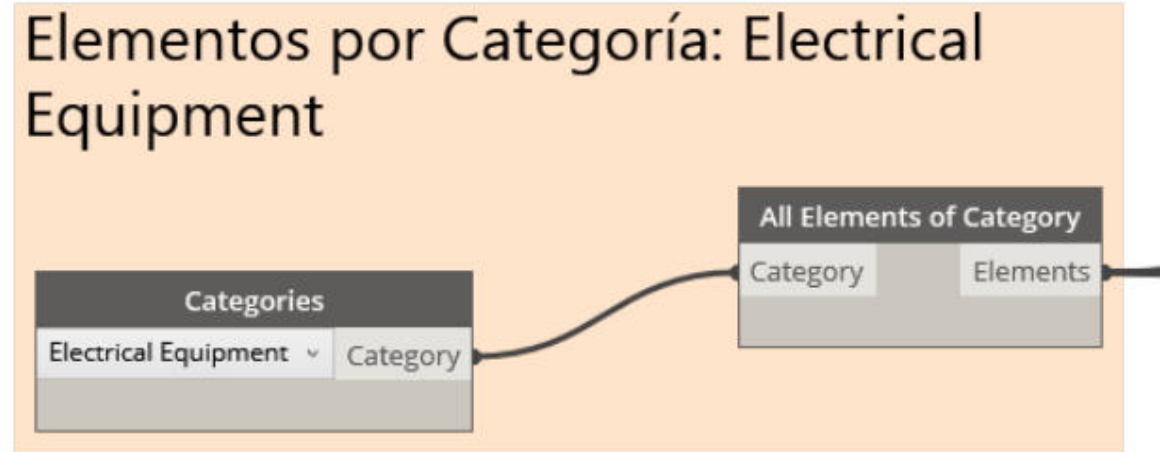 Elementos por Categoría: Electrical
Equipment
All Elements of Category
Category Elements
Categories
Electrical Equipment Category